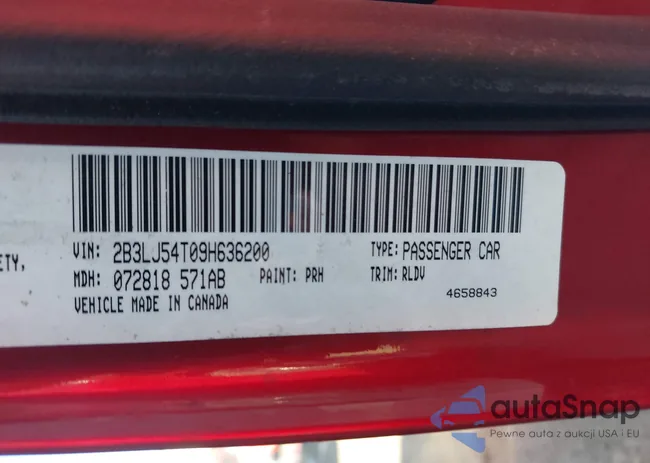 VIN: 2B3LJ54T09H636200 TYPE: PASSENGER CAR
ETY,
MDH: 072818 571AB PAINT: PRH TRIM: RLDV
VEHICLE MADE IN CANADA 4658843
autaSnap
Pewne auta z aukcji USA i EU